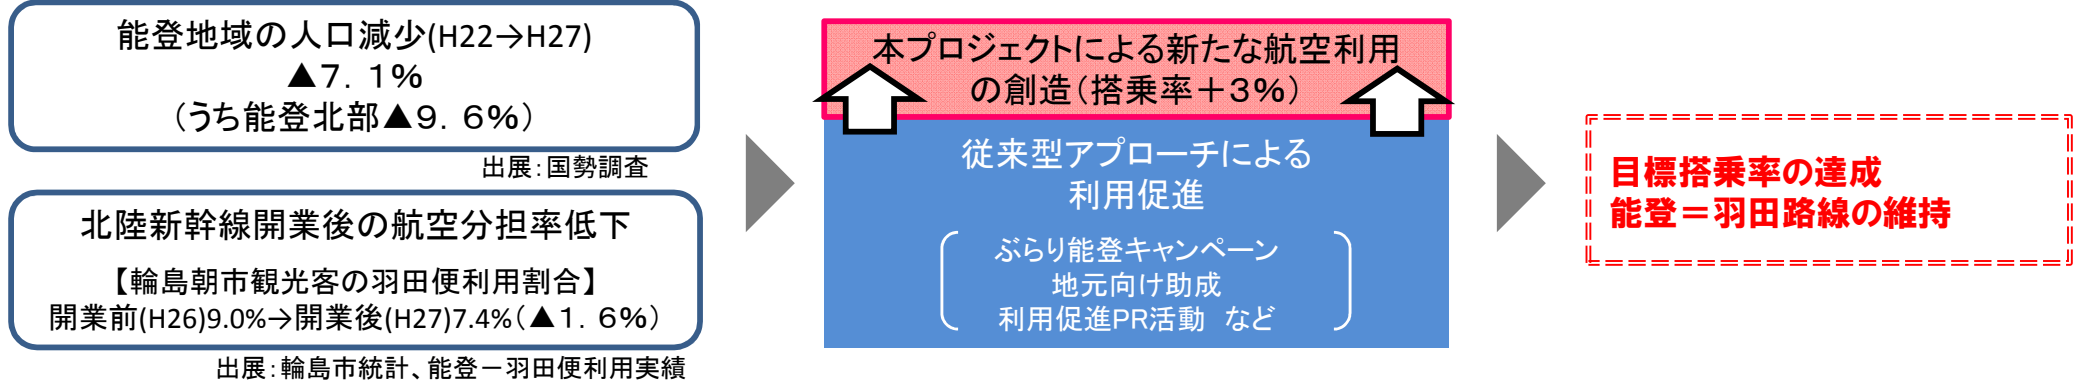 能登地域の人口減少(H22→H27)
▲7．1%
（うち能登北部▲9．6%）
出展：国勢調査
北陸新幹線開業後の航空分担率低下
【輪島朝市観光客の羽田便利用割合】
開業前(H26)9.0%→開業後(H27)7.4%（▲1．6%）
出展：輪島市統計、能登－羽田便利用実績
本プロジェクトによる新たな航空利用
の創造（搭乗率＋3%）
従来型アプローチによる
利用促進
ぶらり能登キャンペーン
地元向け助成
利用促進PR活動　など
目標搭乗率の達成
能登＝羽田路線の維持